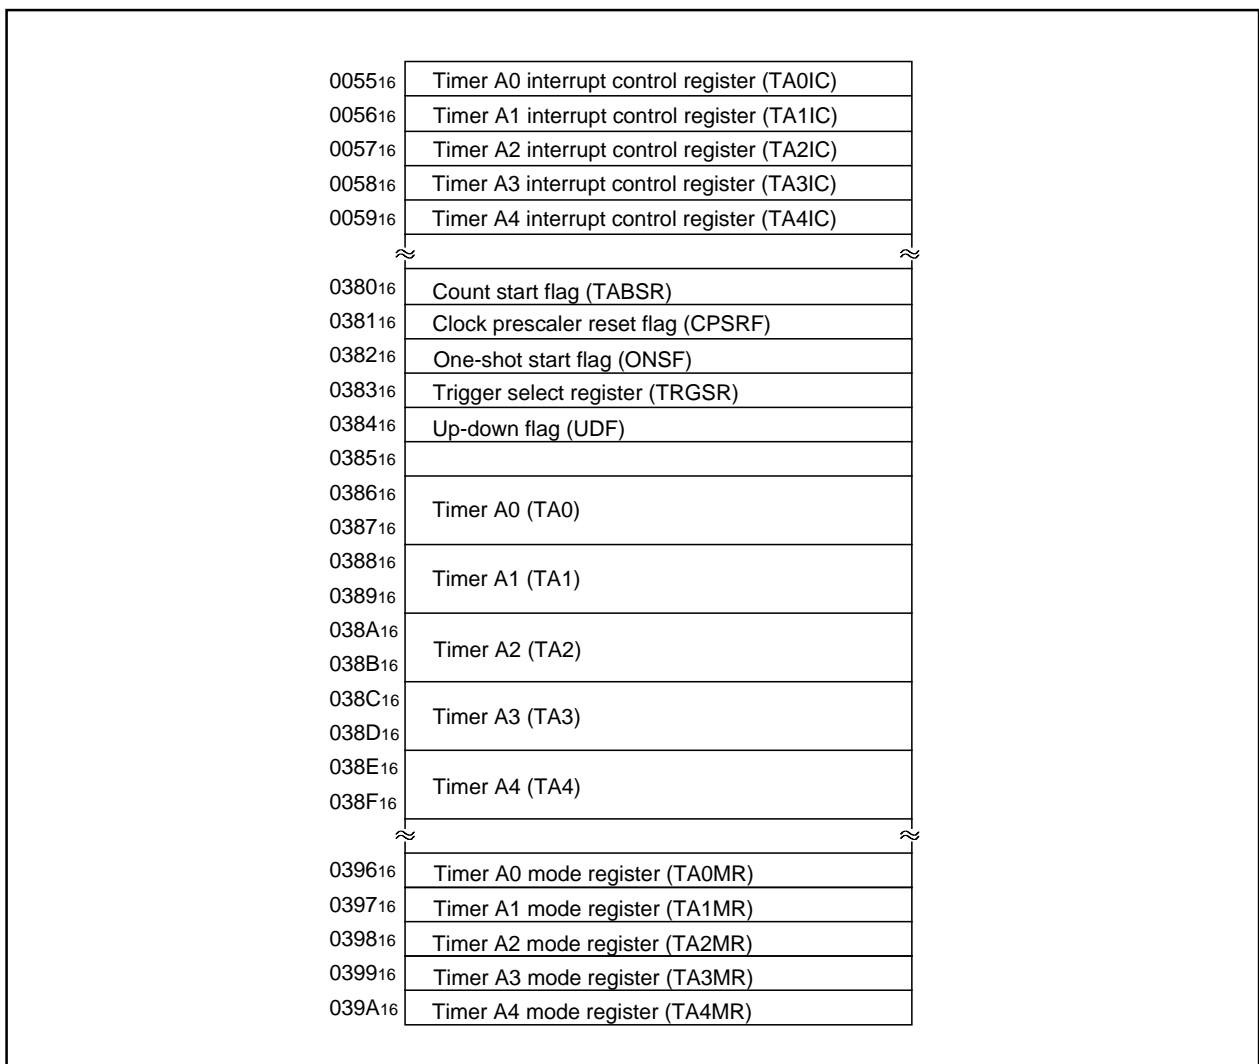 005516 Timer A0 interrupt control register (TA0IC)
005616 Timer A1 interrupt control register (TA1IC)
005716 Timer A2 interrupt control register (TA2IC)
005816 Timer A3 interrupt control register (TA3IC)
005916 Timer A4 interrupt control register (TA4IC)
038016 Count start flag (TABSR)
038116 Clock prescaler reset flag (CPSRF)
038216 One-shot start flag (ONSF)
038316 Trigger select register (TRGSR)
038416 Up-down flag (UDF)
038516
038616
Timer A0 (TA0)
038716
038816
Timer A1 (TA1)
038916
038A16
Timer A2 (TA2)
038B16
038C16
Timer A3 (TA3)
038D16
038E16
Timer A4 (TA4)
038F16
039616 Timer A0 mode register (TA0MR)
039716 Timer A1 mode register (TA1MR)
039816 Timer A2 mode register (TA2MR)
039916 Timer A3 mode register (TA3MR)
039A16 Timer A4 mode register (TA4MR)